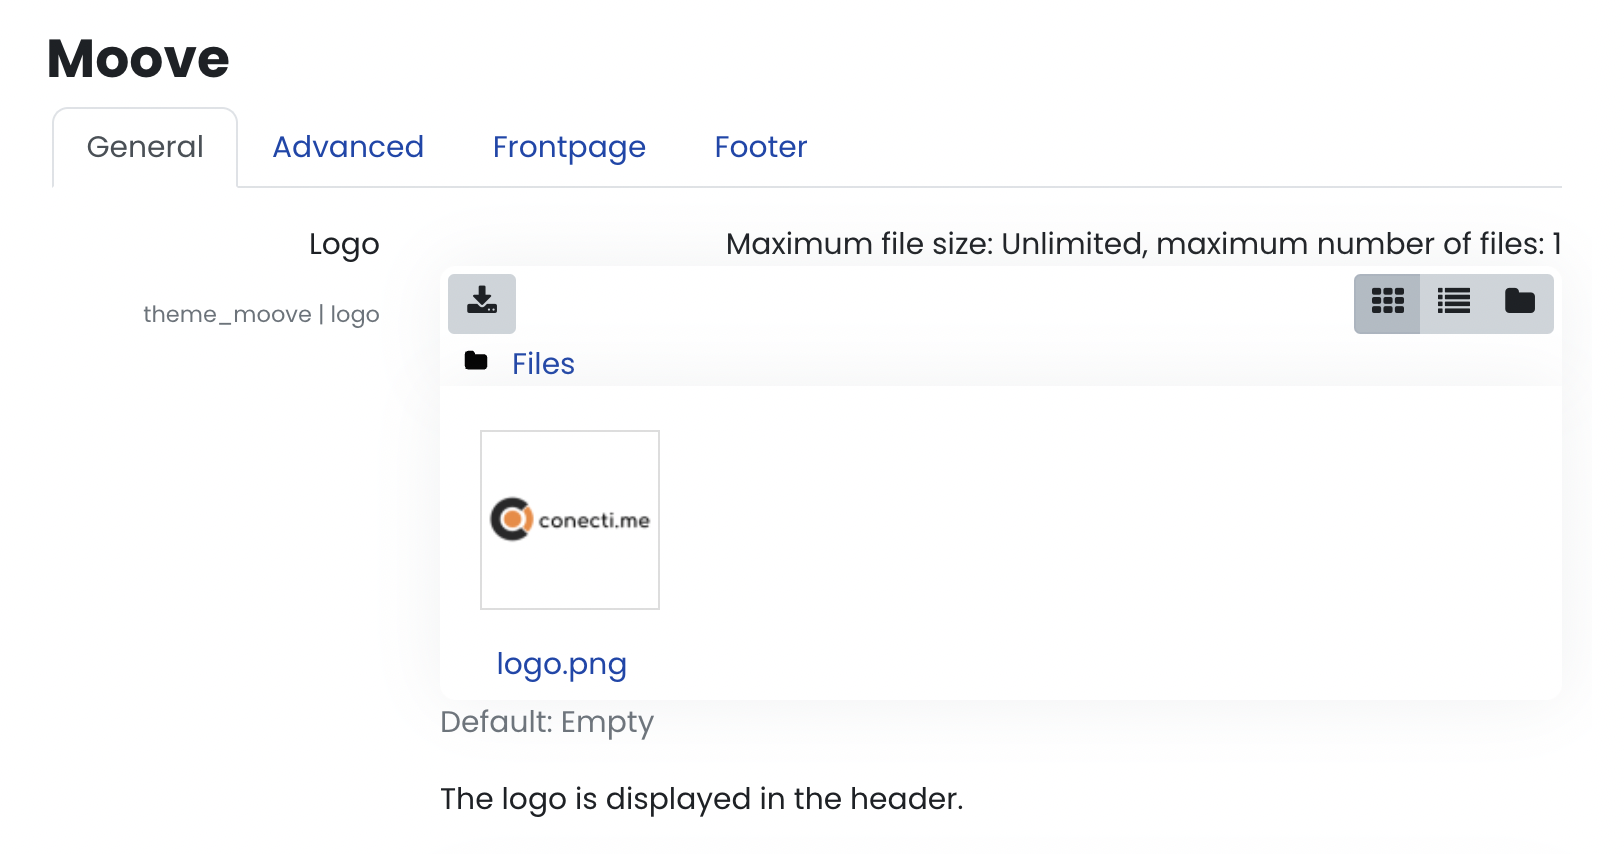 Moove
General Advanced Frontpage Footer
Logo Maximum file size: Unlimited, maximum number of files: 1
theme_moove | logo
Files
conecti.me
logo.png
Default: Empty
The logo is displayed in the header.